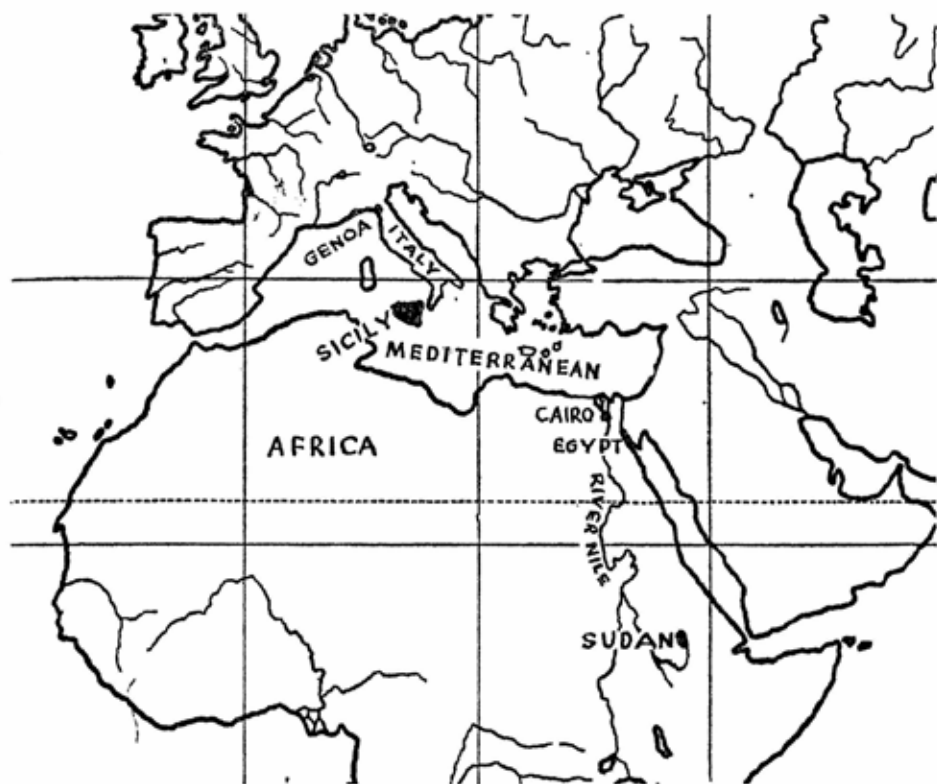 GENOA
ITALY
SICILY
MEDITERRANEAN
CAIRO
AFRICA
EGYPT
RIVER NILE
SUDAN